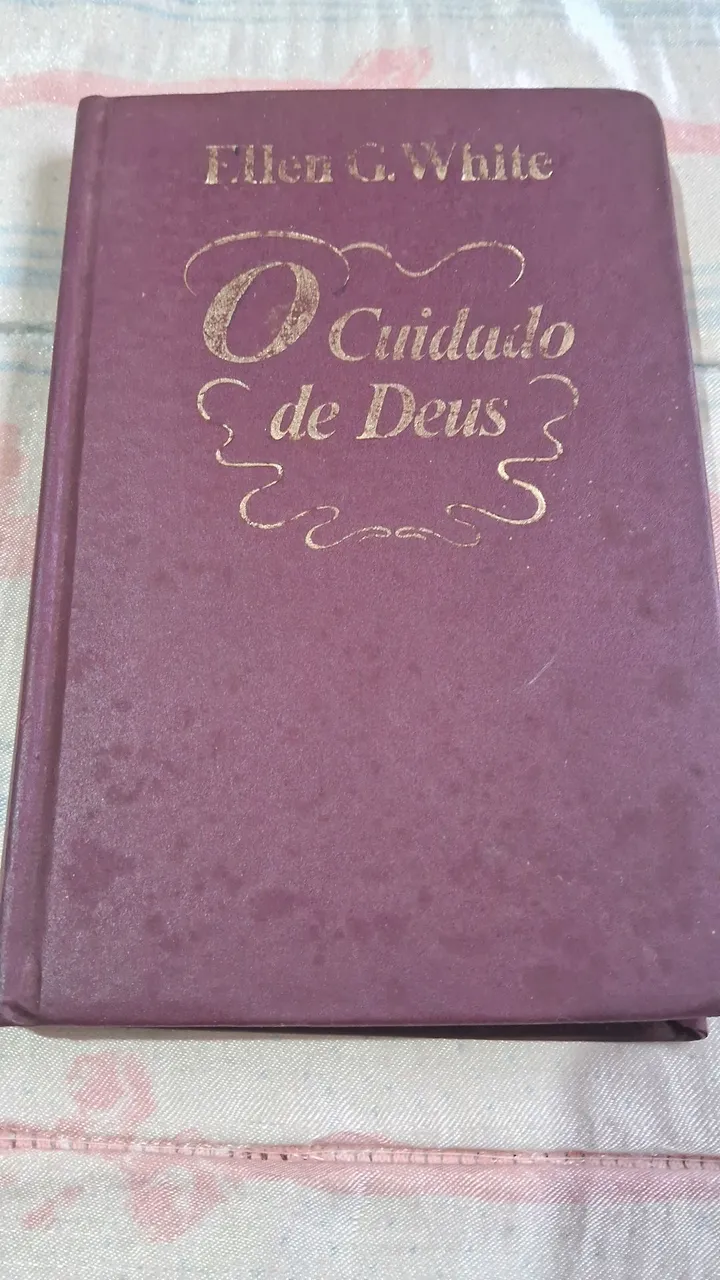 Ellen G. White
O Cuidado
de Deus